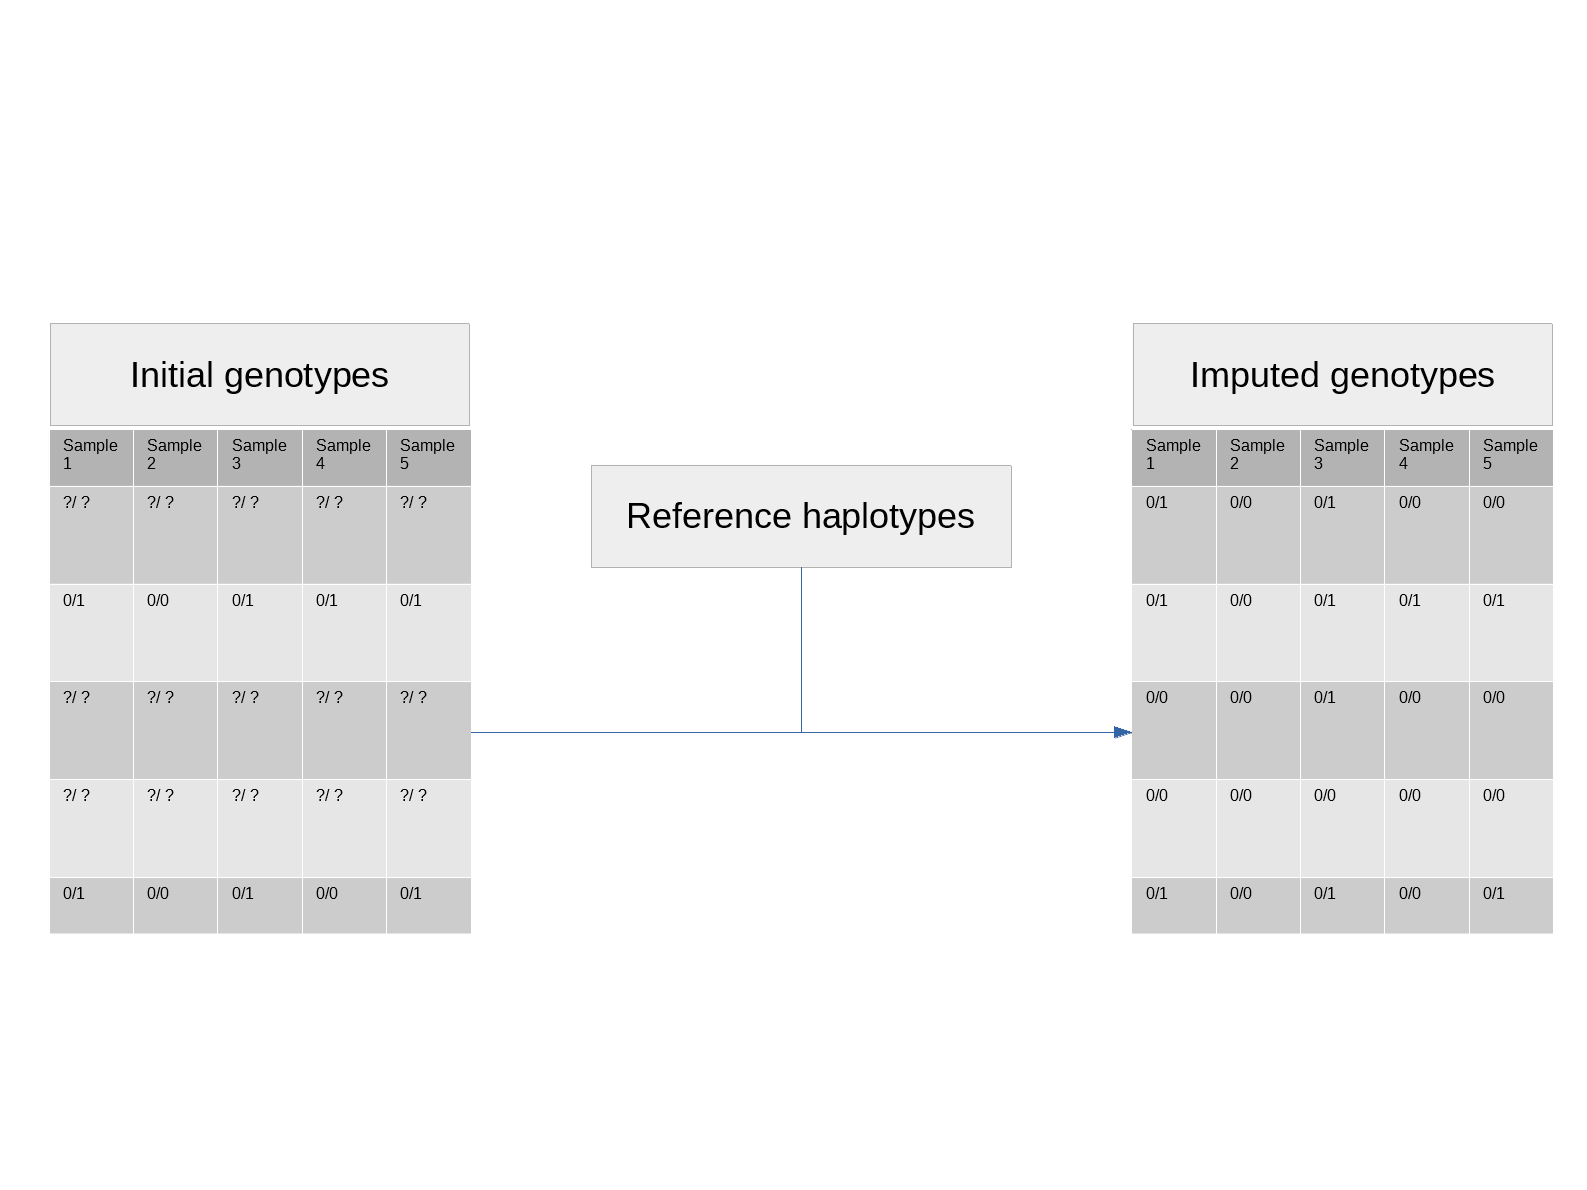 Initial genotypes
Sample 1 Sample 2 Sample 3 Sample 4 Sample 5
?/ ? ?/ ? ?/ ? ?/ ? ?/ ?
0/1 0/0 0/1 0/1 0/1
?/ ? ?/ ? ?/ ? ?/ ? ?/ ?
?/ ? ?/ ? ?/ ? ?/ ? ?/ ?
0/1 0/0 0/1 0/0 0/1
Reference haplotypes
Imputed genotypes
Sample 1 Sample 2 Sample 3 Sample 4 Sample 5
0/1 0/0 0/1 0/0 0/0
0/1 0/0 0/1 0/1 0/1
0/0 0/0 0/1 0/0 0/0
0/0 0/0 0/0 0/0 0/0
0/1 0/0 0/1 0/0 0/1